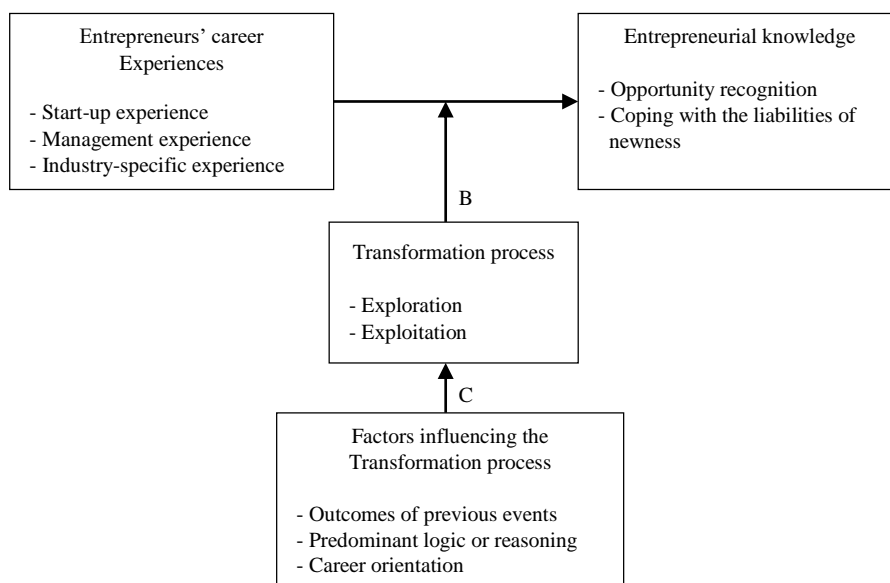 Entrepreneurs’ career
Experiences
- Start-up experience
- Management experience
- Industry-specific experience
Entrepreneurial knowledge
- Opportunity recognition
- Coping with the liabilities of
newness
B
Transformation process
- Exploration
- Exploitation
C
Factors influencing the
Transformation process
- Outcomes of previous events
- Predominant logic or reasoning
- Career orientation